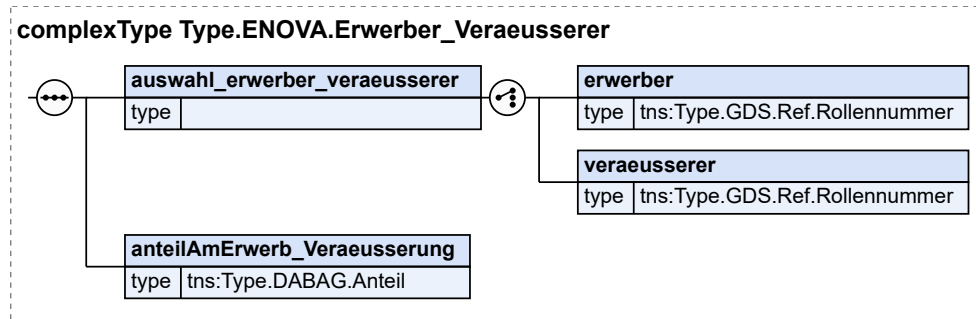 complexType Type.ENOVA.Erwerber_Veraeusserer
auswahl_erwerber_veraeusserer
type
erwerber
type tns:Type.GDS.Ref.Rollennummer
veraeusserer
type tns:Type.GDS.Ref.Rollennummer
anteilAmErwerb_Veraeusserung
type tns:Type.DABAG.Anteil